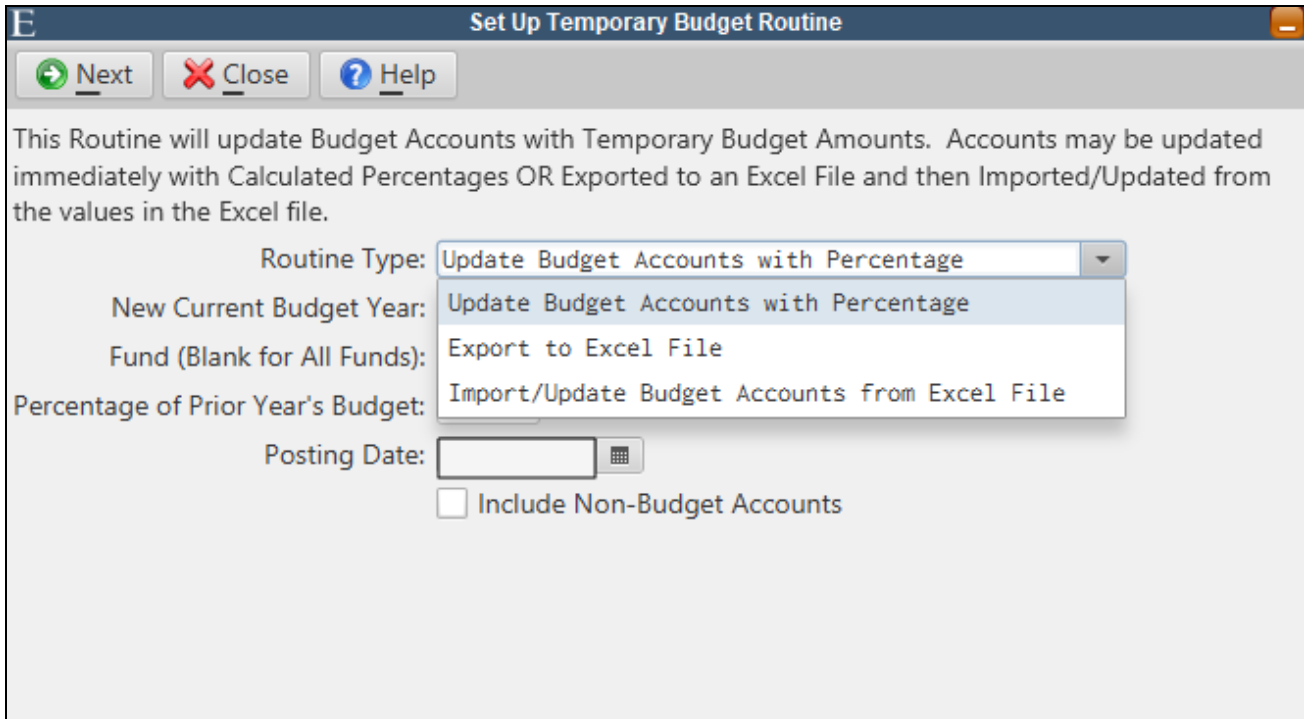 E
Set Up Temporary Budget Routine
Next Close Help
This Routine will update Budget Accounts with Temporary Budget Amounts.  Accounts may be updated
immediately with Calculated Percentages OR Exported to an Excel File and then Imported/Updated from
the values in the Excel file.
Routine Type: Update Budget Accounts with Percentage
New Current Budget Year: Update Budget Accounts with Percentage
Fund (Blank for All Funds): Export to Excel File
Percentage of Prior Year's Budget: Import/Update Budget Accounts from Excel File
Posting Date:
Include Non-Budget Accounts